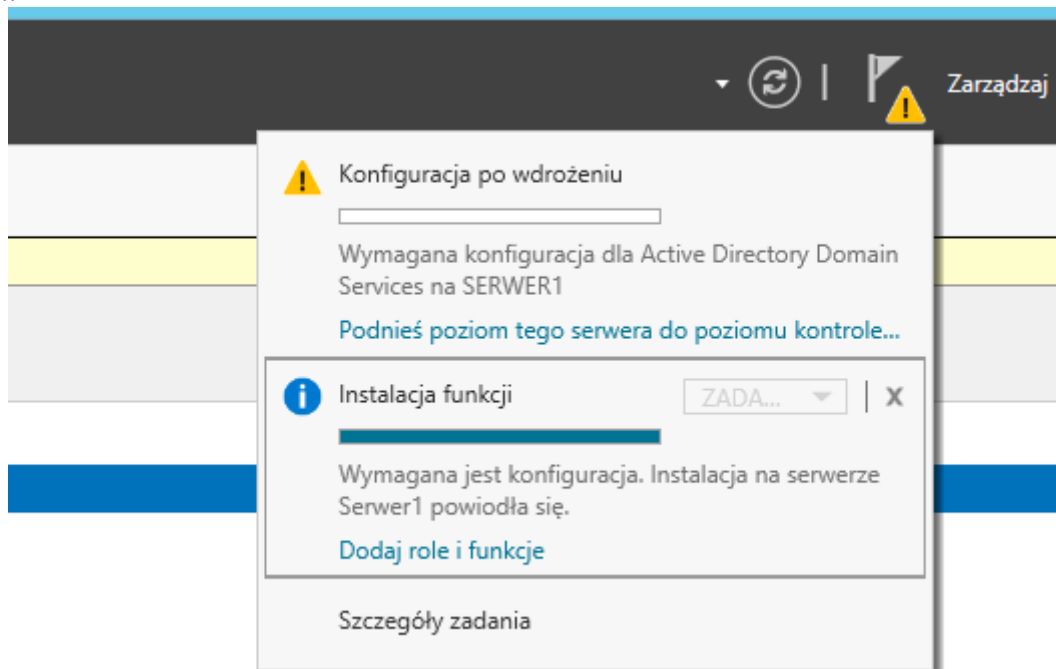 Zarządzaj
Konfiguracja po wdrożeniu
Wymagana konfiguracja dla Active Directory Domain
Services na SERWER1
Podnieś poziom tego serwera do poziomu kontrole...
Instalacja funkcji
ZADA...
X
Wymagana jest konfiguracja. Instalacja na serwerze
Serwer1 powiodła się.
Dodaj role i funkcje
Szczegóły zadania